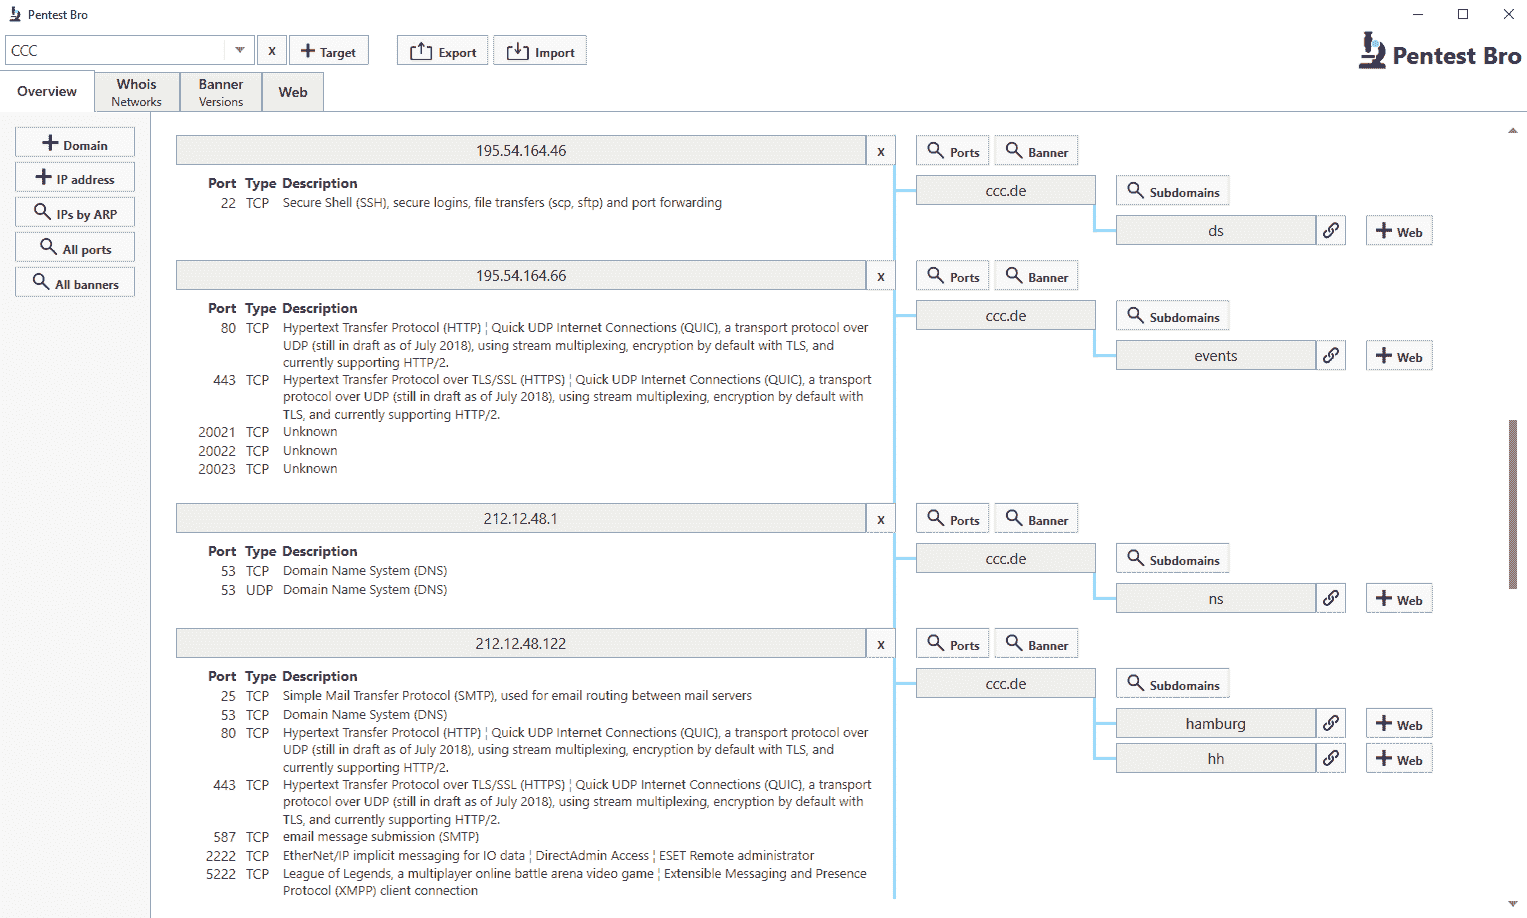 Pentest Bro
CCC
x
Target
Export
Import
Pentest Bro
Overview
Whois
Networks
Banner
Versions
Web
Domain
IP address
IPs by ARP
All ports
All banners
195.54.164.46 x Ports Banner
Port Type Description
22 TCP Secure Shell (SSH), secure logins, file transfers (scp, sftp) and port forwarding
ccc.de Subdomains
ds Web
195.54.164.66 x Ports Banner
Port Type Description
80 TCP Hypertext Transfer Protocol (HTTP) ¦ Quick UDP Internet Connections (QUIC), a transport protocol over
UDP (still in draft as of July 2018), using stream multiplexing, encryption by default with TLS, and
currently supporting HTTP/2.
443 TCP Hypertext Transfer Protocol over TLS/SSL (HTTPS) ¦ Quick UDP Internet Connections (QUIC), a transport
protocol over UDP (still in draft as of July 2018), using stream multiplexing, encryption by default with
TLS, and currently supporting HTTP/2.
20021 TCP Unknown
20022 TCP Unknown
20023 TCP Unknown
ccc.de Subdomains
events Web
212.12.48.1 x Ports Banner
Port Type Description
53 TCP Domain Name System (DNS)
53 UDP Domain Name System (DNS)
ccc.de Subdomains
ns Web
212.12.48.122 x Ports Banner
Port Type Description
25 TCP Simple Mail Transfer Protocol (SMTP), used for email routing between mail servers
53 TCP Domain Name System (DNS)
80 TCP Hypertext Transfer Protocol (HTTP) ¦ Quick UDP Internet Connections (QUIC), a transport protocol over
UDP (still in draft as of July 2018), using stream multiplexing, encryption by default with TLS, and
currently supporting HTTP/2.
443 TCP Hypertext Transfer Protocol over TLS/SSL (HTTPS) ¦ Quick UDP Internet Connections (QUIC), a transport
protocol over UDP (still in draft as of July 2018), using stream multiplexing, encryption by default with
TLS, and currently supporting HTTP/2.
587 TCP email message submission (SMTP)
2222 TCP EtherNet/IP implicit messaging for IO data ¦ DirectAdmin Access ¦ ESET Remote administrator
5222 TCP League of Legends, a multiplayer online battle arena video game ¦ Extensible Messaging and Presence
Protocol (XMPP) client connection
ccc.de Subdomains
hamburg Web
hh Web